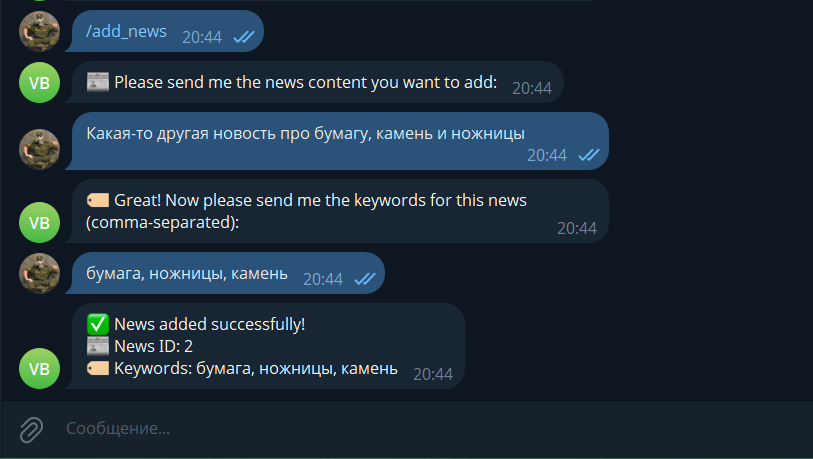 /add_news 20:44
VB
Please send me the news content you want to add: 20:44
Какая-то другая новость про бумагу, камень и ножницы
20:44
Great! Now please send me the keywords for this news
(comma-separated): 20:44
VB
бумага, ножницы, камень 20:44
News added successfully!
News ID: 2
Keywords: бумага, ножницы, камень 20:44
VB
Сообщение...